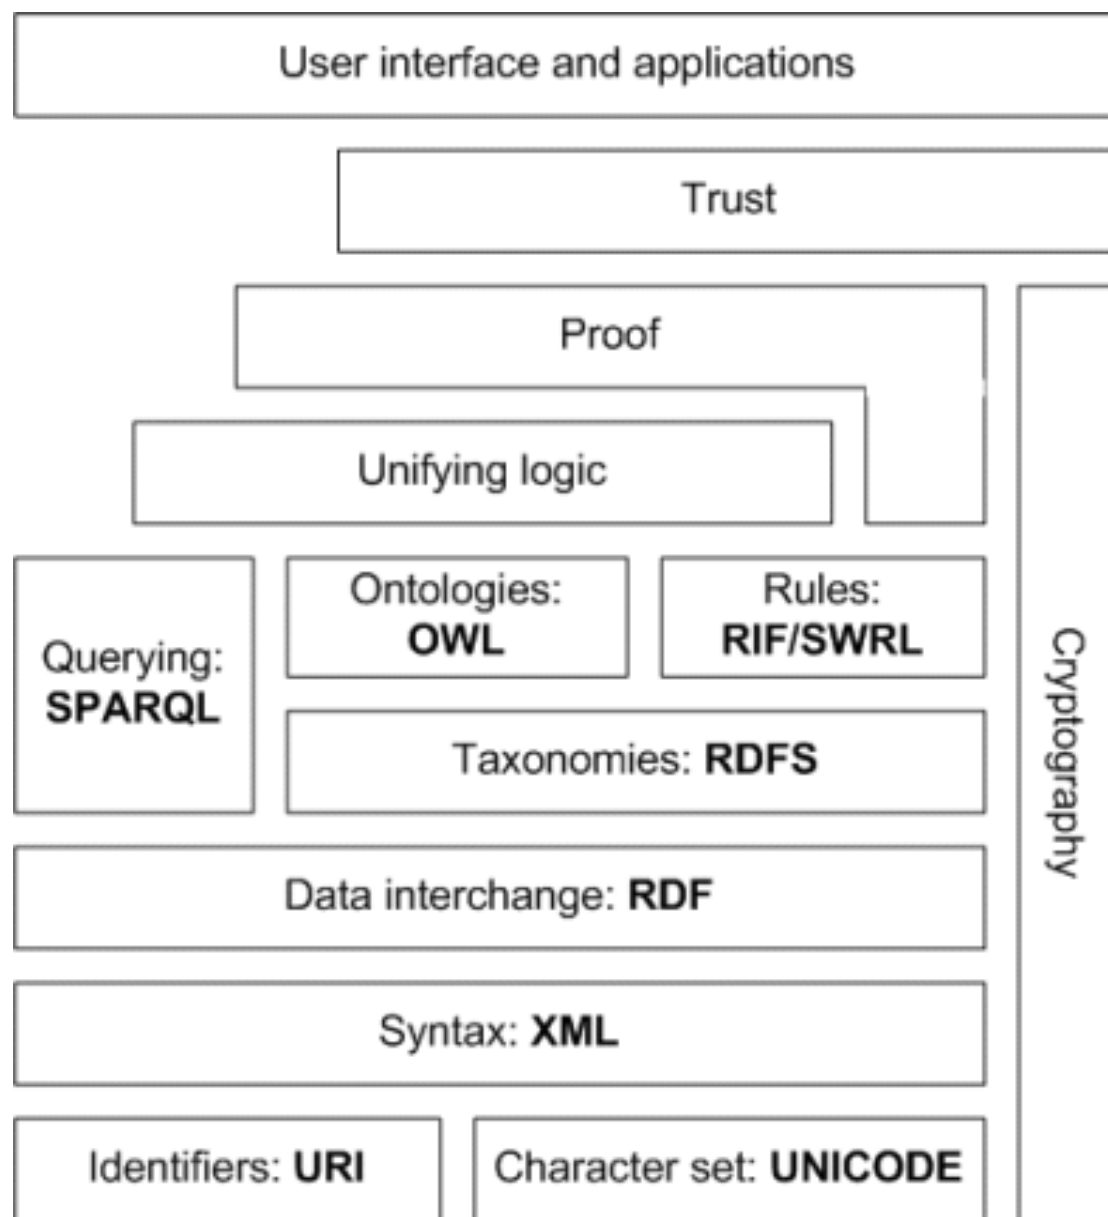 User interface and applications
Trust
Proof
Unifying logic
Ontologies:
OWL
Rules:
RIF/SWRL
Querying:
SPARQL
Taxonomies: RDFS
Cryptography
Data interchange: RDF
Syntax: XML
Identifiers: URI
Character set: UNICODE